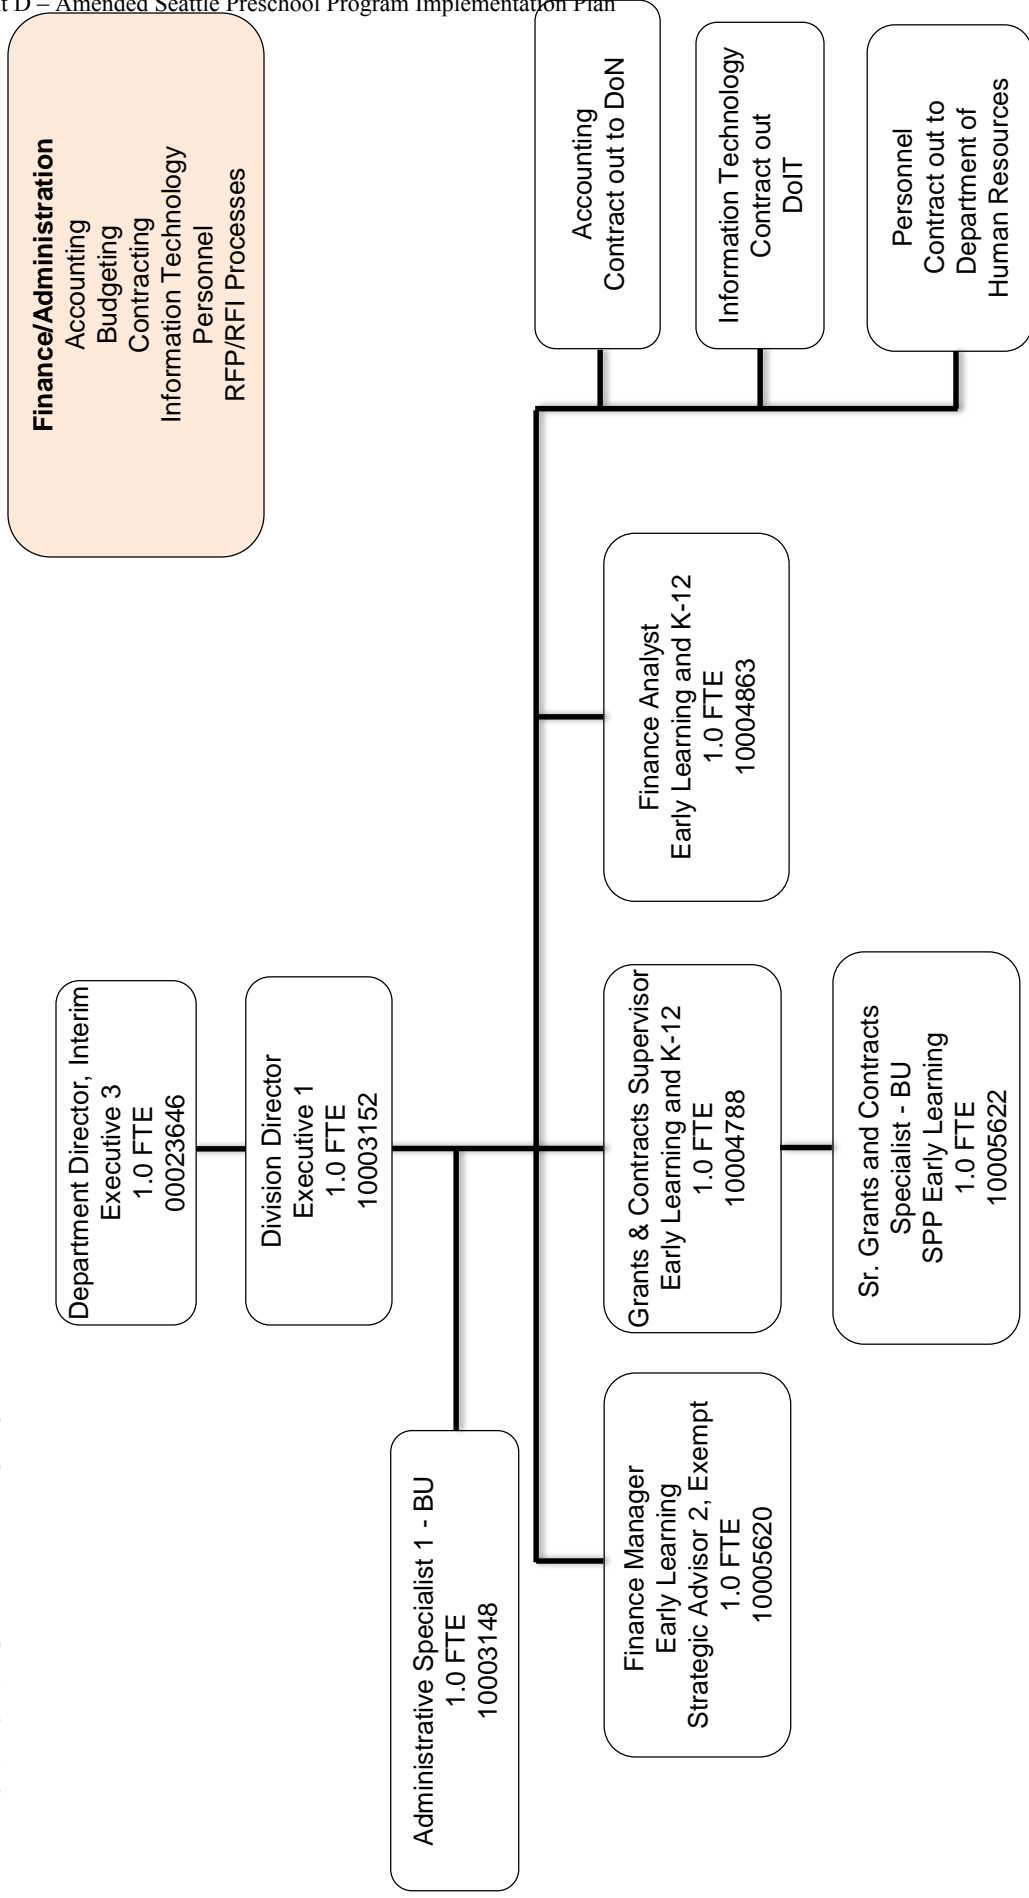 t D – Amended Seattle Preschool Program Implementation Plan
Finance/Administration
Accounting
Budgeting
Contracting
Information Technology
Personnel
RFP/RFI Processes
Department Director, Interim
Executive 3
1.0 FTE
00023646
Division Director
Executive 1
1.0 FTE
10003152
Administrative Specialist 1 - BU
1.0 FTE
10003148
Finance Manager
Early Learning
Strategic Advisor 2, Exempt
1.0 FTE
10005620
Grants & Contracts Supervisor
Early Learning and K-12
1.0 FTE
10004788
Sr. Grants and Contracts
Specialist - BU
SPP Early Learning
1.0 FTE
10005622
Finance Analyst
Early Learning and K-12
1.0 FTE
10004863
Accounting
Contract out to DoN
Information Technology
Contract out
DoIT
Personnel
Contract out to
Department of
Human Resources